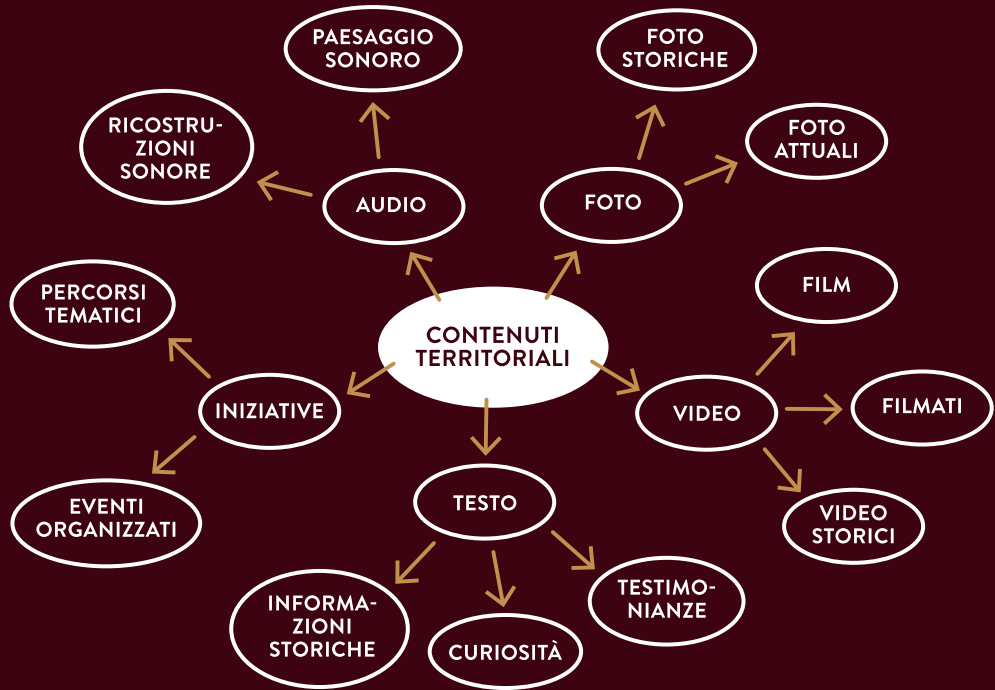 PAESAGGIO
SONORO
FOTO
STORICHE
RICOSTRU-
ZIONI
SONORE
FOTO
ATTUALI
AUDIO
FOTO
PERCORSI
TEMATICI
FILM
CONTENUTI
TERRITORIALI
INIZIATIVE
VIDEO
FILMATI
EVENTI
ORGANIZZATI
TESTO
VIDEO
STORICI
INFORMA-
ZIONI
STORICHE
CURIOSITÀ
TESTIMO-
NIANZE